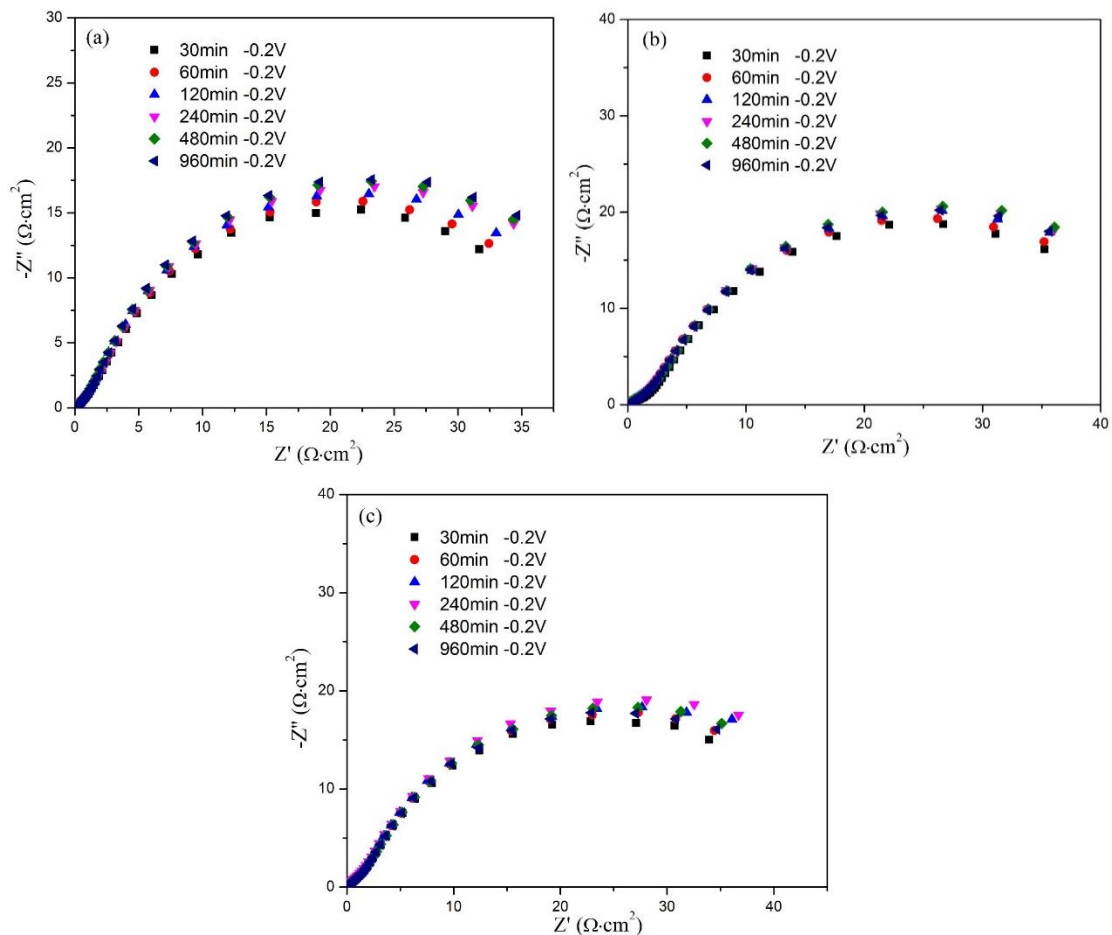 (a)
30min -0.2V
60min -0.2V
120min -0.2V
240min -0.2V
480min -0.2V
960min -0.2V
30
25
20
15
10
5
0
-Z'' (Ω·cm²)
0 5 10 15 20 25 30 35
Z' (Ω·cm²)
(b)
30min -0.2V
60min -0.2V
120min -0.2V
240min -0.2V
480min -0.2V
960min -0.2V
40
30
20
10
0
-Z'' (Ω·cm²)
0 10 20 30 40
Z' (Ω·cm²)
(c)
30min -0.2V
60min -0.2V
120min -0.2V
240min -0.2V
480min -0.2V
960min -0.2V
40
30
20
10
0
-Z'' (Ω·cm²)
0 10 20 30 40
Z' (Ω·cm²)